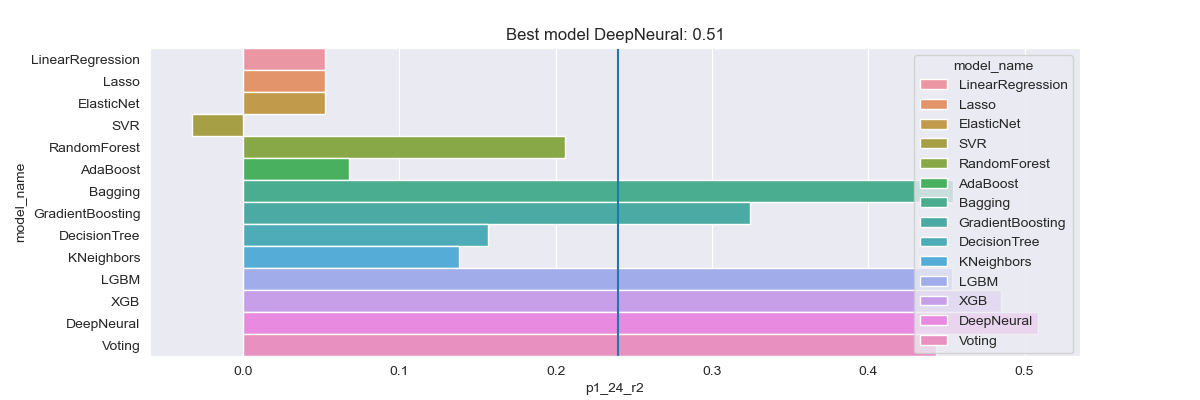 Best model DeepNeural: 0.51
LinearRegression
Lasso
ElasticNet
SVR
RandomForest
AdaBoost
Bagging
GradientBoosting
DecisionTree
KNeighbors
LGBM
XGB
DeepNeural
Voting
model_name
model_name
LinearRegression
Lasso
ElasticNet
SVR
RandomForest
AdaBoost
Bagging
GradientBoosting
DecisionTree
KNeighbors
LGBM
XGB
DeepNeural
Voting
0.0 0.1 0.2 0.3 0.4 0.5
p1_24_r2